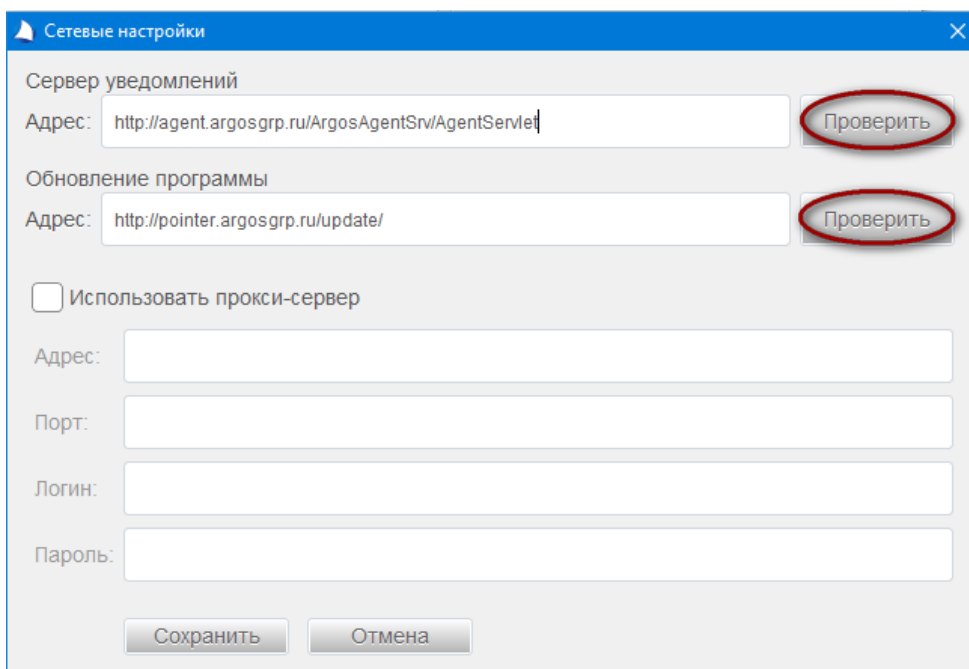 Сетевые настройки
Сервер уведомлений
Адрес: http://agent.argosgrp.ru/ArgosAgentSrv/AgentServlet Проверить
Обновление программы
Адрес: http://pointer.argosgrp.ru/update/ Проверить
Использовать прокси-сервер
Адрес:
Порт:
Логин:
Пароль:
Сохранить Отмена